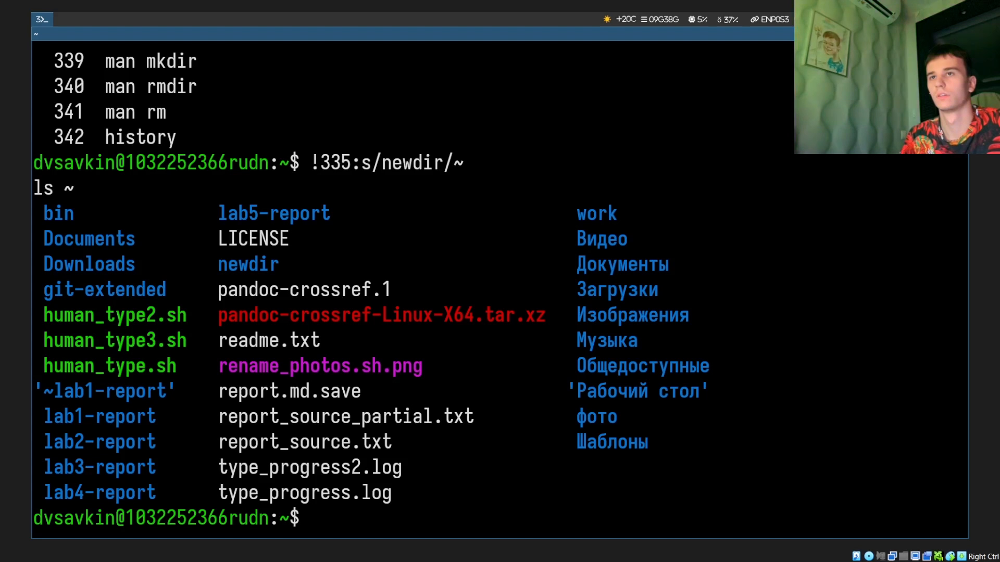 3>_ +20C 09G38G 5% 37% ENP0S3
~
339 man mkdir
340 man rmdir
341 man rm
342 history
dvsavkin@1032252366rudn:~$ !335:s/newdir/~
ls ~
bin lab5-report work
Documents LICENSE Видео
Downloads newdir Документы
git-extended pandoc-crossref.1 Загрузки
human_type2.sh pandoc-crossref-Linux-X64.tar.xz Изображения
human_type3.sh readme.txt Музыка
human_type.sh rename_photos.sh.png Общедоступные
'~lab1-report' report.md.save 'Рабочий стол'
lab1-report report_source_partial.txt фото
lab2-report report_source.txt Шаблоны
lab3-report type_progress2.log
lab4-report type_progress.log
dvsavkin@1032252366rudn:~$
Right Ctrl